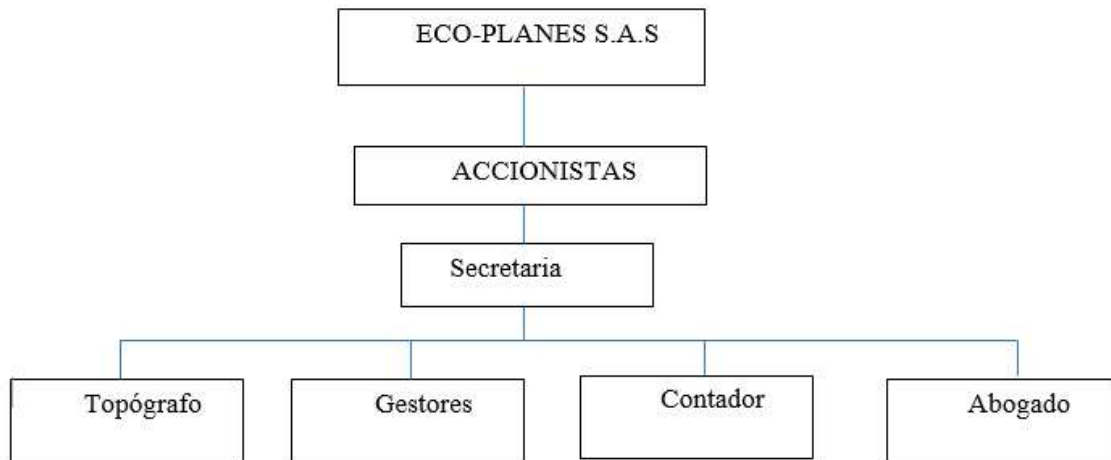 ECO-PLANES S.A.S
ACCIONISTAS
Secretaria
Topógrafo
Gestores
Contador
Abogado